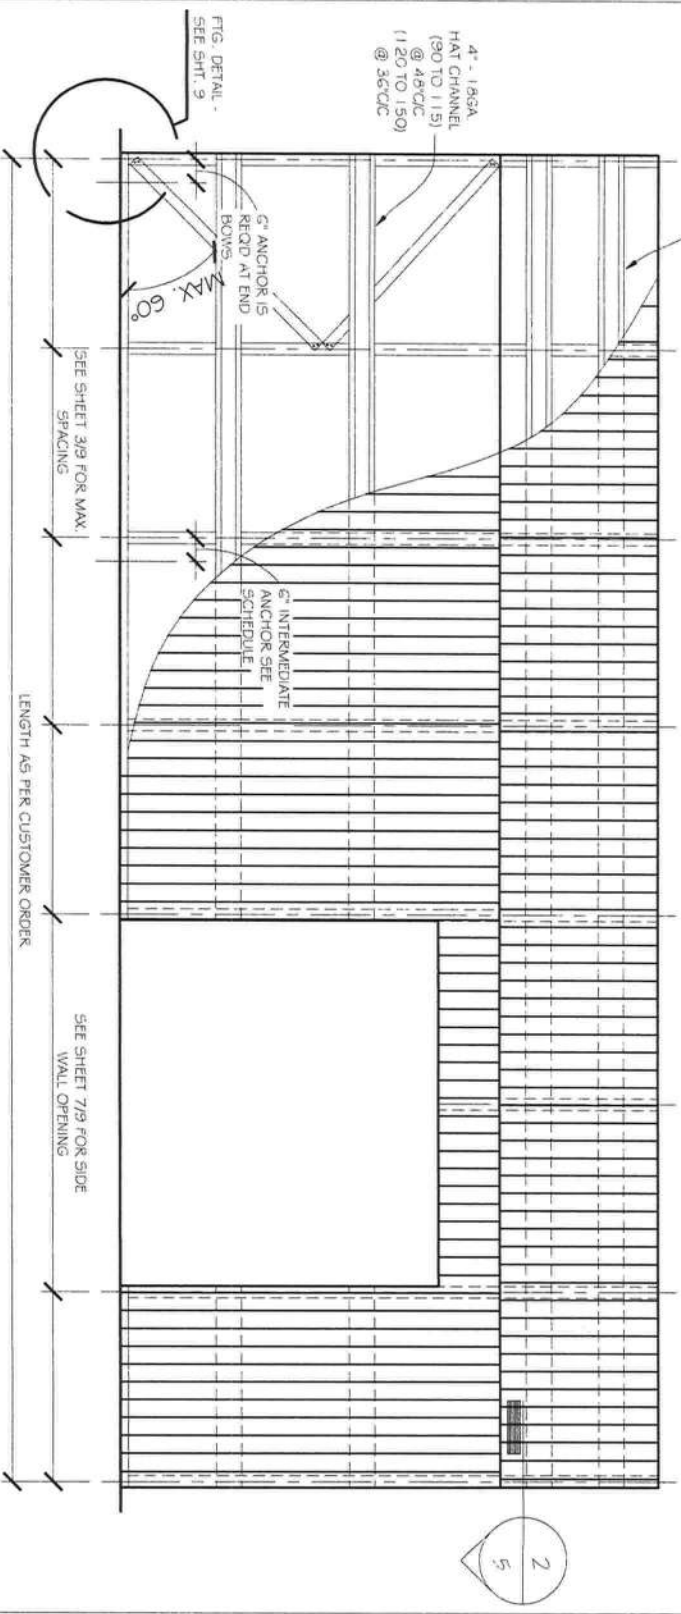 4" - 18GA.
HAT CHANNEL
(90 TO 115)
@ 48"C/C
(120 TO 150)
@ 36"C/C
FTG. DETAIL -
SEE SHT. 9
6" ANCHOR IS
REQ'D AT END
BOWS
MAX. 60°
SEE SHEET 3/9 FOR MAX.
SPACING
6" INTERMEDIATE
ANCHOR SEE
SCHEDULE
LENGTH AS PER CUSTOMER ORDER
SEE SHEET 7/9 FOR SIDE
WALL OPENING
2
5